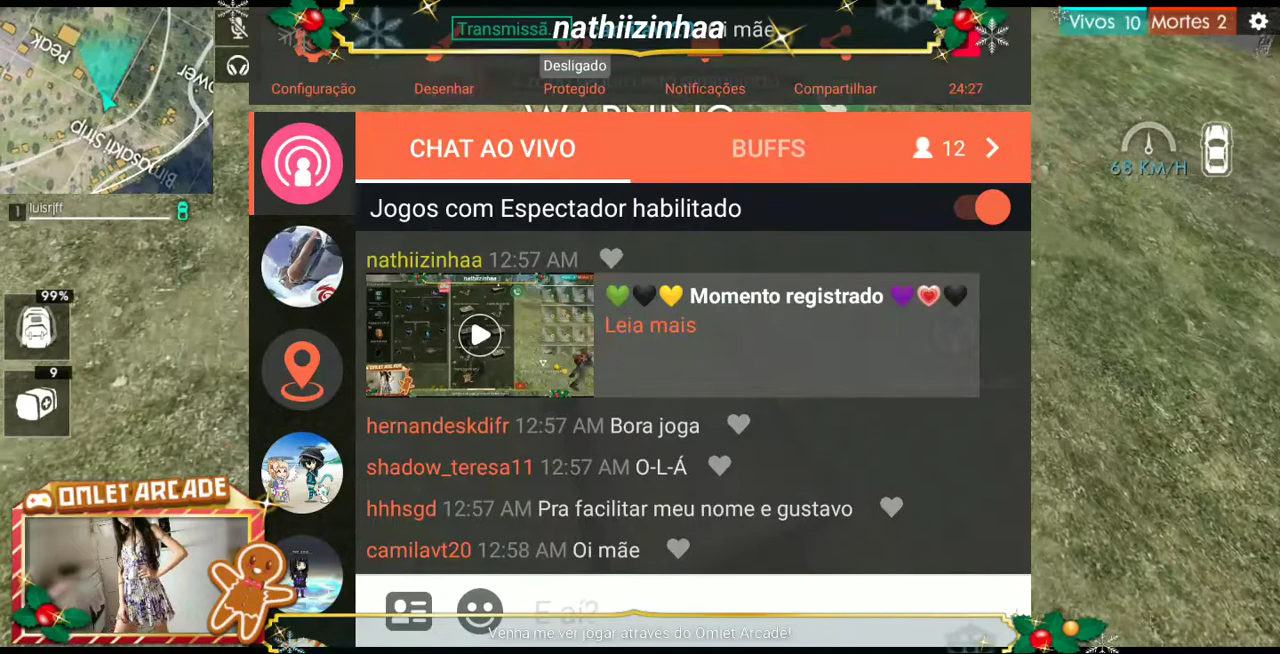 Transmissã...
nathiizinhaa
i mãe
Vivos 10
Mortes 2
Peak
Bimasaki Strip
Desligado
Configuração
Desenhar
Protegido
Notificações
Compartilhar
24:27
WARNING
CHAT AO VIVO
BUFFS
12
68 KM/H
1 luisrjff
Jogos com Espectador habilitado
nathiizinhaa 12:57 AM
💚🖤💛 Momento registrado 💜💗🖤
Leia mais
99%
9
hernandeskdifr 12:57 AM Bora joga
shadow_teresa11 12:57 AM O-L-Á
hhhsgd 12:57 AM Pra facilitar meu nome e gustavo
camilavt20 12:58 AM Oi mãe
OMLET ARCADE
E aí?
Venha me ver jogar através do Omlet Arcade!